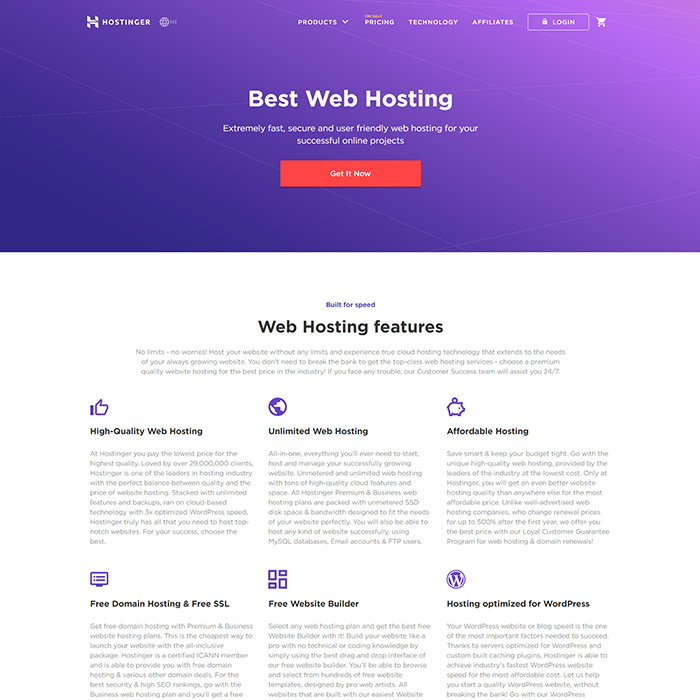 HOSTINGER
HI
PRODUCTS
ON SALE
PRICING
TECHNOLOGY
AFFILIATES
LOGIN
Best Web Hosting
Extremely fast, secure and user friendly web hosting for your
successful online projects
Get It Now
Built for speed
Web Hosting features
No limits - no worries! Host your website without any limits and experience true cloud hosting technology that extends to the needs
of your always growing website. You don't need to break the bank to get the top-class web hosting services - choose a premium
quality website hosting for the best price in the industry! If you face any trouble, our Customer Success team will assist you 24/7.
High-Quality Web Hosting
At Hostinger you pay the lowest price for the
highest quality. Loved by over 29,000,000 clients,
Hostinger is one of the leaders in hosting industry
with the perfect balance between quality and the
price of website hosting. Stacked with unlimited
features and backups, ran on cloud-based
technology with 3x optimized WordPress speed,
Hostinger truly has all that you need to host top-
notch websites. For your success, choose the
best.
Unlimited Web Hosting
All-in-one, everything you'll ever need to start,
host and manage your successfully growing
website. Unmetered and unlimited web hosting
with tons of high-quality cloud features and
space. All Hostinger Premium & Business web
hosting plans are packed with unmetered SSD
disk space & bandwidth designed to fit the needs
of your website perfectly. You will also be able to
host any kind of website successfully, using
MySQL databases, Email accounts & FTP users.
Affordable Hosting
Save smart & keep your budget tight. Go with the
unique high-quality web hosting, provided by the
leaders of the industry at the lowest cost. Only at
Hostinger, you will get an even better website
hosting quality than anywhere else for the most
affordable price. Unlike well-advertised web
hosting companies, who change renewal prices
for up to 500% after the first year, we offer you
the best price with our Loyal Customer Guarantee
Program for web hosting & domain renewals!
Free Domain Hosting & Free SSL
Get free domain hosting with Premium & Business
website hosting plans. This is the cheapest way to
launch your website with the all-inclusive
package. Hostinger is a certified ICANN member
and is able to provide you with free domain
hosting & various other domain deals. For the
best security & high SEO rankings, go with the
Business web hosting plan and you'll get a free
Free Website Builder
Select any web hosting plan and get the best free
Website Builder with it! Build your website like a
pro with no technical or coding knowledge by
simply using the best drag and drop interface of
our free website builder. You'll be able to browse
and select from hundreds of free website
templates, designed by pro web artists. All
websites that are built with our easiest Website
Hosting optimized for WordPress
Your WordPress website or blog speed is the one
of the most important factors needed to succeed.
Thanks to servers optimized for WordPress and
custom built caching plugins, Hostinger is able to
achieve industry's fastest WordPress website
speed for the most affordable cost. Let us help
you start a quality WordPress website, without
breaking the bank! Go with our WordPress